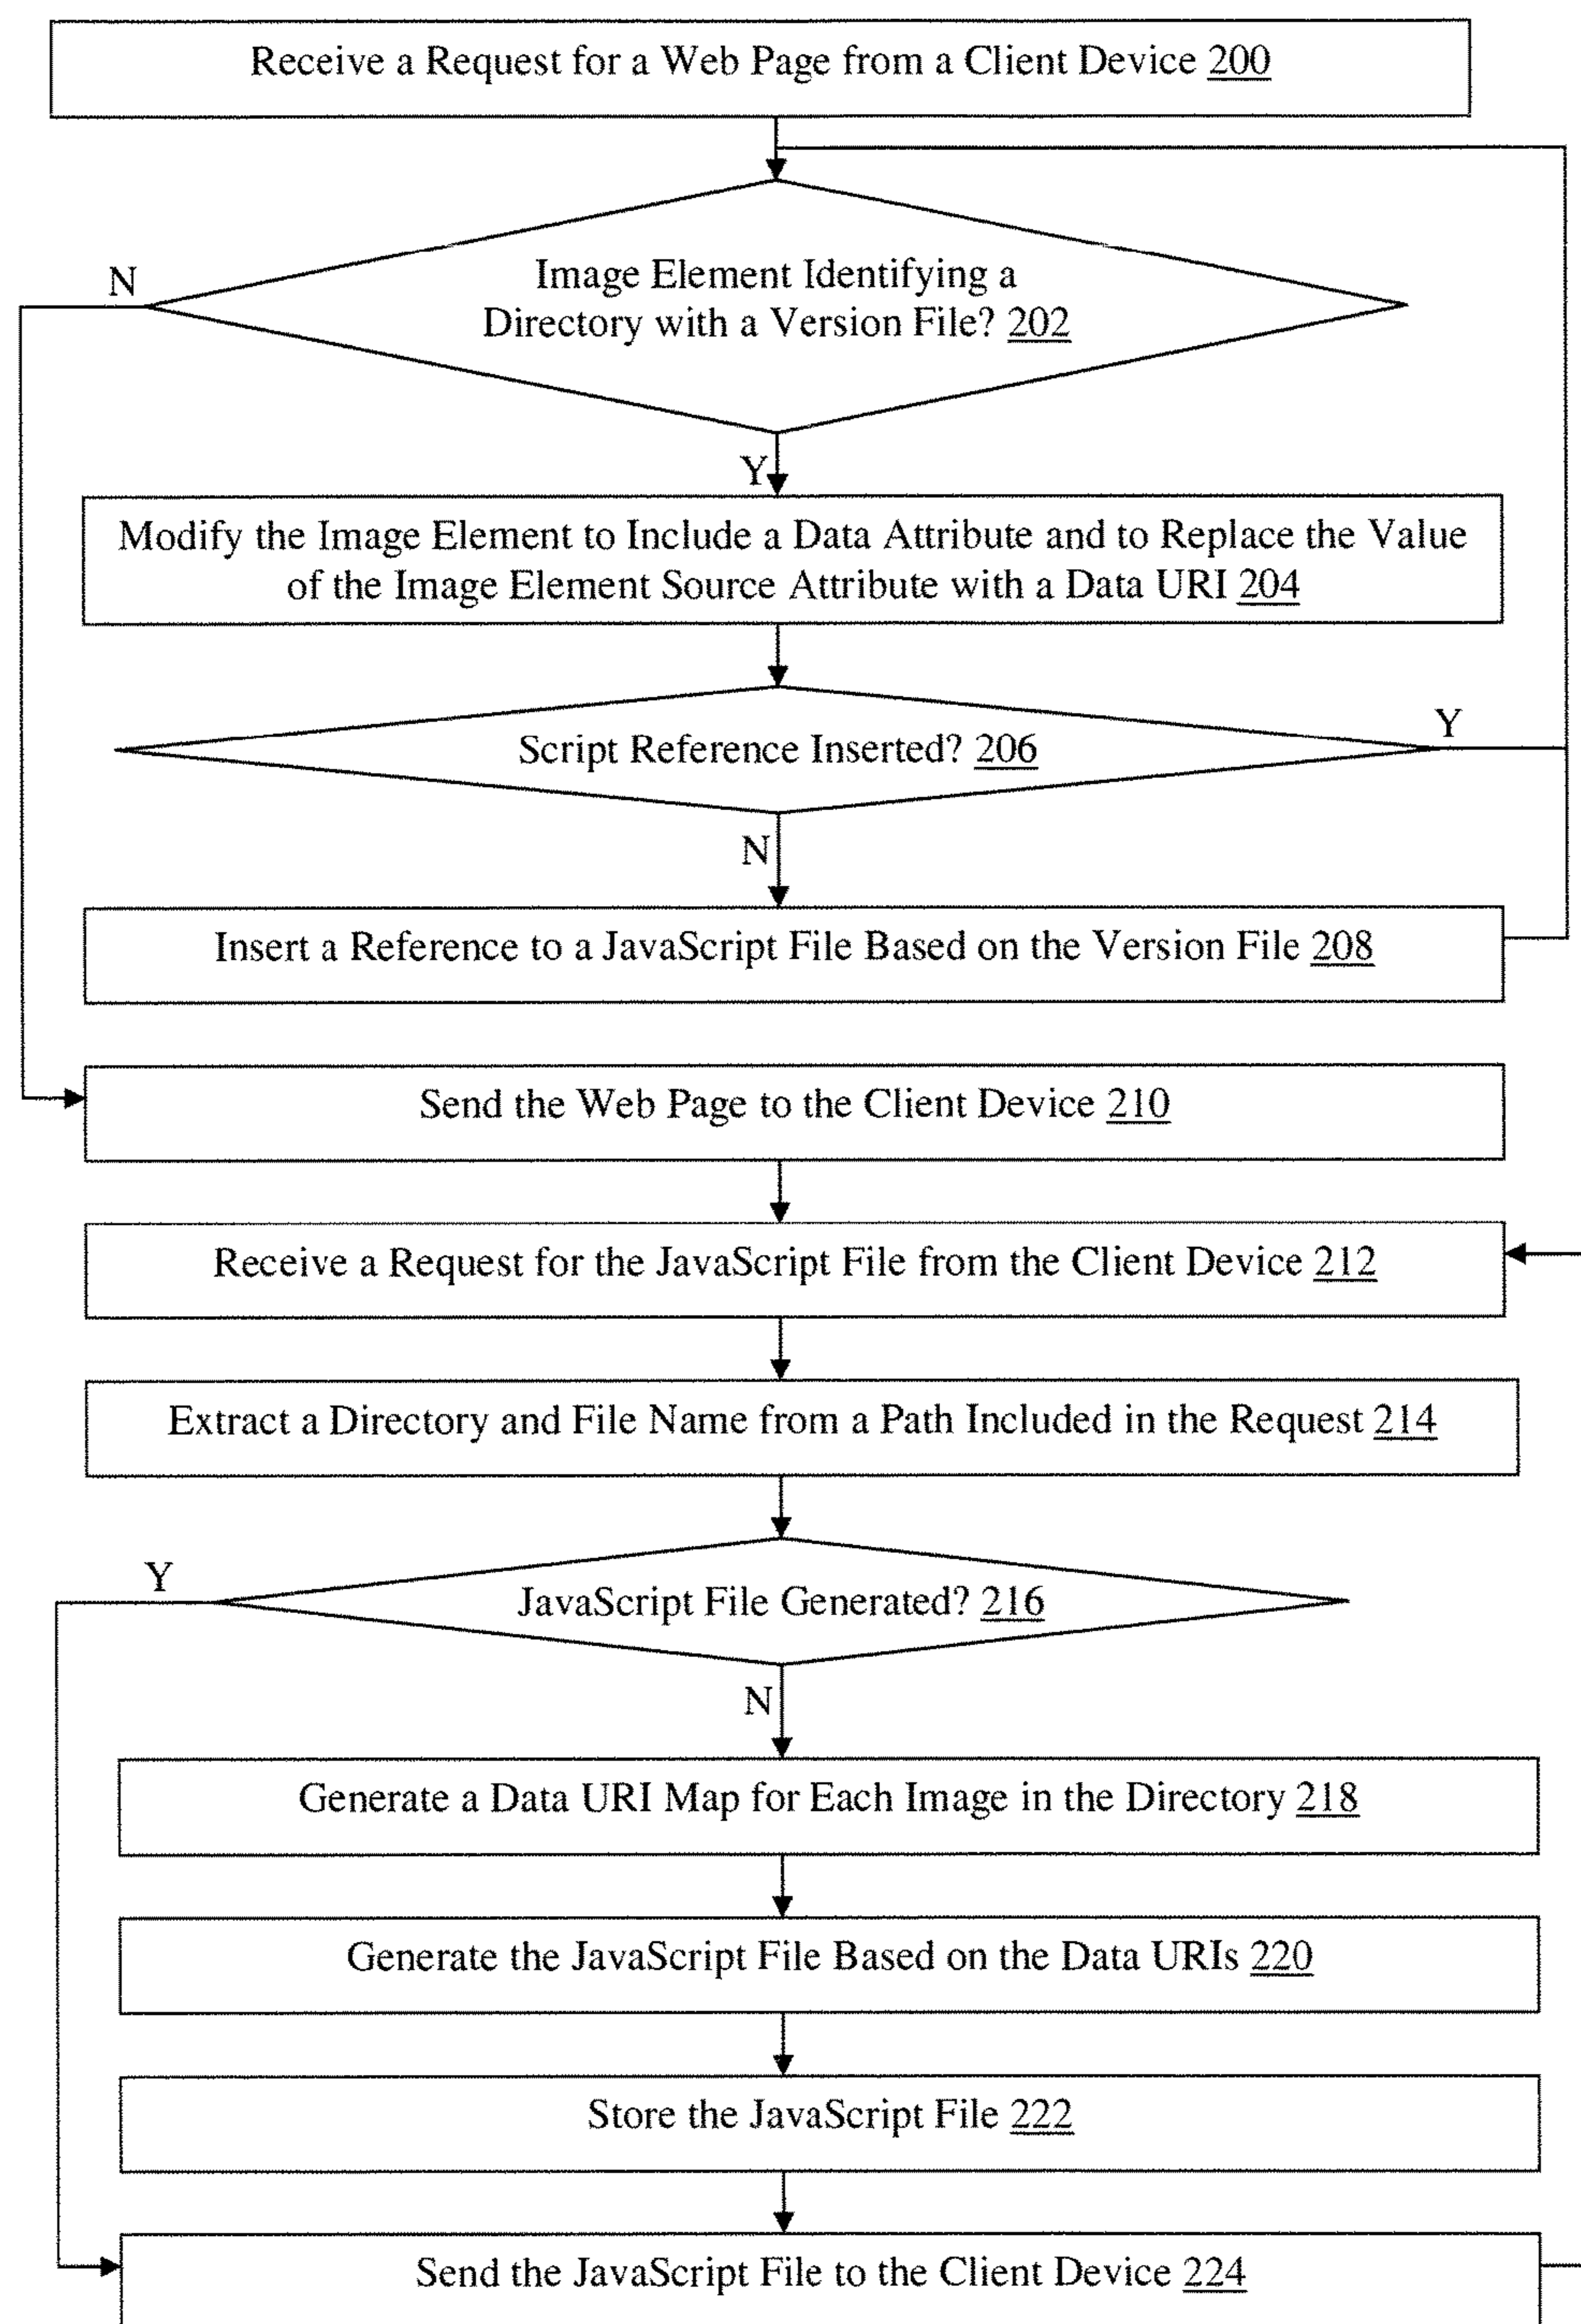 Receive a Request for a Web Page from a Client Device 200
N
Image Element Identifying a
Directory with a Version File? 202
Y
Modify the Image Element to Include a Data Attribute and to Replace the Value
of the Image Element Source Attribute with a Data URI 204
Script Reference Inserted? 206
Y
N
Insert a Reference to a JavaScript File Based on the Version File 208
Send the Web Page to the Client Device 210
Receive a Request for the JavaScript File from the Client Device 212
Extract a Directory and File Name from a Path Included in the Request 214
Y
JavaScript File Generated? 216
N
Generate a Data URI Map for Each Image in the Directory 218
Generate the JavaScript File Based on the Data URIs 220
Store the JavaScript File 222
Send the JavaScript File to the Client Device 224